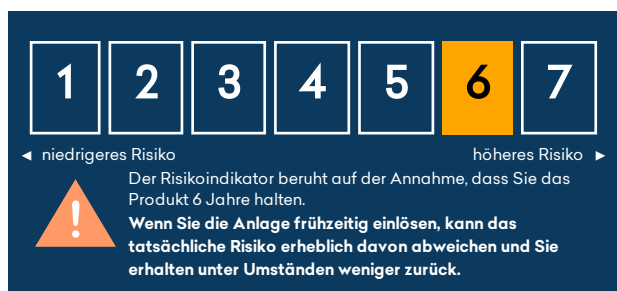 1 2 3 4 5 6 7
◄ niedrigeres Risiko höheres Risiko ►
Der Risikoindikator beruht auf der Annahme, dass Sie das
Produkt 6 Jahre halten.
Wenn Sie die Anlage frühzeitig einlösen, kann das
tatsächliche Risiko erheblich davon abweichen und Sie
erhalten unter Umständen weniger zurück.